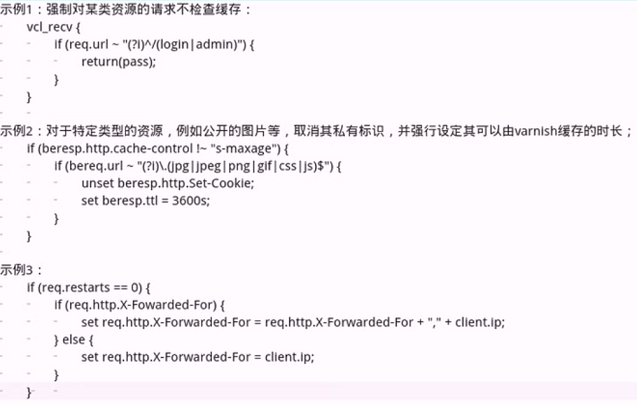 示例1：强制对某类资源的请求不检查缓存：
vcl_recv {
if (req.url ~ "(?i)^/(login|admin)") {
return(pass);
}
}
示例2：对于特定类型的资源，例如公开的图片等，取消其私有标识，并强行设定其可以由varnish缓存的时长；
if (beresp.http.cache-control !~ "s-maxage") {
if (bereq.url ~ "(?i)\.(jpg|jpeg|png|gif|css|js)$") {
unset beresp.http.Set-Cookie;
set beresp.ttl = 3600s;
}
}
示例3：
if (req.restarts == 0) {
if (req.http.X-Fowarded-For) {
set req.http.X-Forwarded-For = req.http.X-Forwarded-For + "," + client.ip;
} else {
set req.http.X-Forwarded-For = client.ip;
}
}